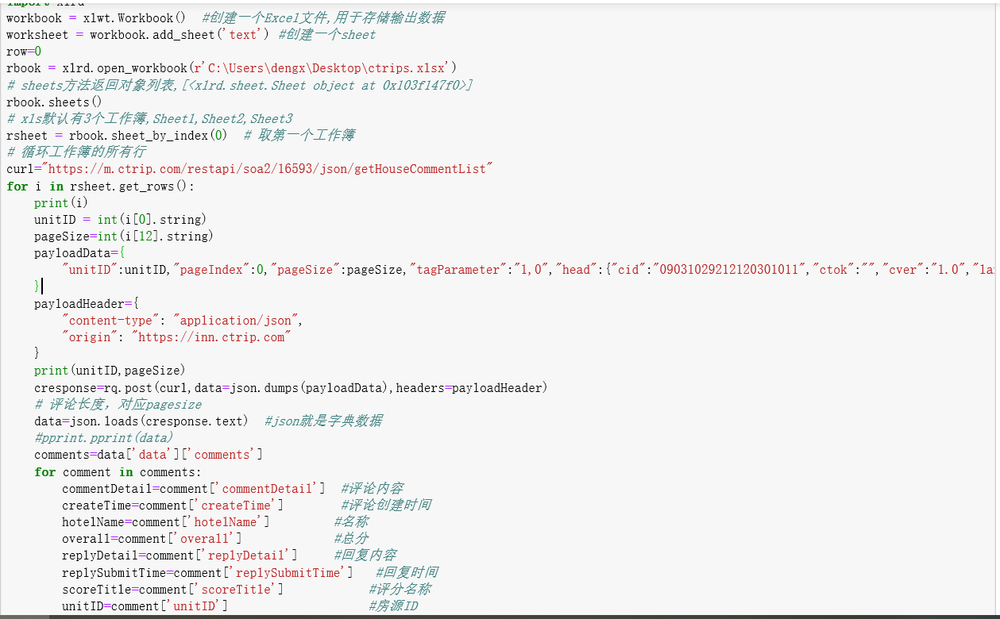 import xlrd
workbook = xlwt.Workbook()  #创建一个Excel文件,用于存储输出数据
worksheet = workbook.add_sheet('text') #创建一个sheet
row=0
rbook = xlrd.open_workbook(r'C:\Users\dengx\Desktop\ctrips.xlsx')
# sheets方法返回对象列表,[<xlrd.sheet.Sheet object at 0x103f147f0>]
rbook.sheets()
# xls默认有3个工作簿,Sheet1,Sheet2,Sheet3
rsheet = rbook.sheet_by_index(0)  # 取第一个工作簿
# 循环工作簿的所有行
curl="https://m.ctrip.com/restapi/soa2/16593/json/getHouseCommentList"
for i in rsheet.get_rows():
    print(i)
    unitID = int(i[0].string)
    pageSize=int(i[12].string)
    payloadData={
        "unitID":unitID,"pageIndex":0,"pageSize":pageSize,"tagParameter":"1,0","head":{"cid":"09031029212120301011","ctok":"","cver":"1.0","la
    }
    payloadHeader={
        "content-type": "application/json",
        "origin": "https://inn.ctrip.com"
    }
    print(unitID,pageSize)
    cresponse=rq.post(curl,data=json.dumps(payloadData),headers=payloadHeader)
    # 评论长度，对应pagesize
    data=json.loads(cresponse.text)  #json就是字典数据
    #pprint.pprint(data)
    comments=data['data']['comments']
    for comment in comments:
        commentDetail=comment['commentDetail']  #评论内容
        createTime=comment['createTime']        #评论创建时间
        hotelName=comment['hotelName']         #名称
        overall=comment['overall']             #总分
        replyDetail=comment['replyDetail']     #回复内容
        replySubmitTime=comment['replySubmitTime']   #回复时间
        scoreTitle=comment['scoreTitle']            #评分名称
        unitID=comment['unitID']                    #房源ID